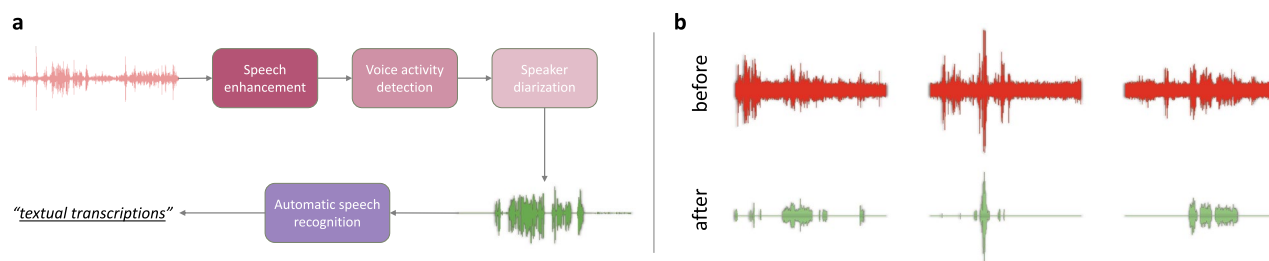 a
Speech
enhancement
Voice activity
detection
Speaker
diarization
“textual transcriptions”
Automatic speech
recognition
b
before
after